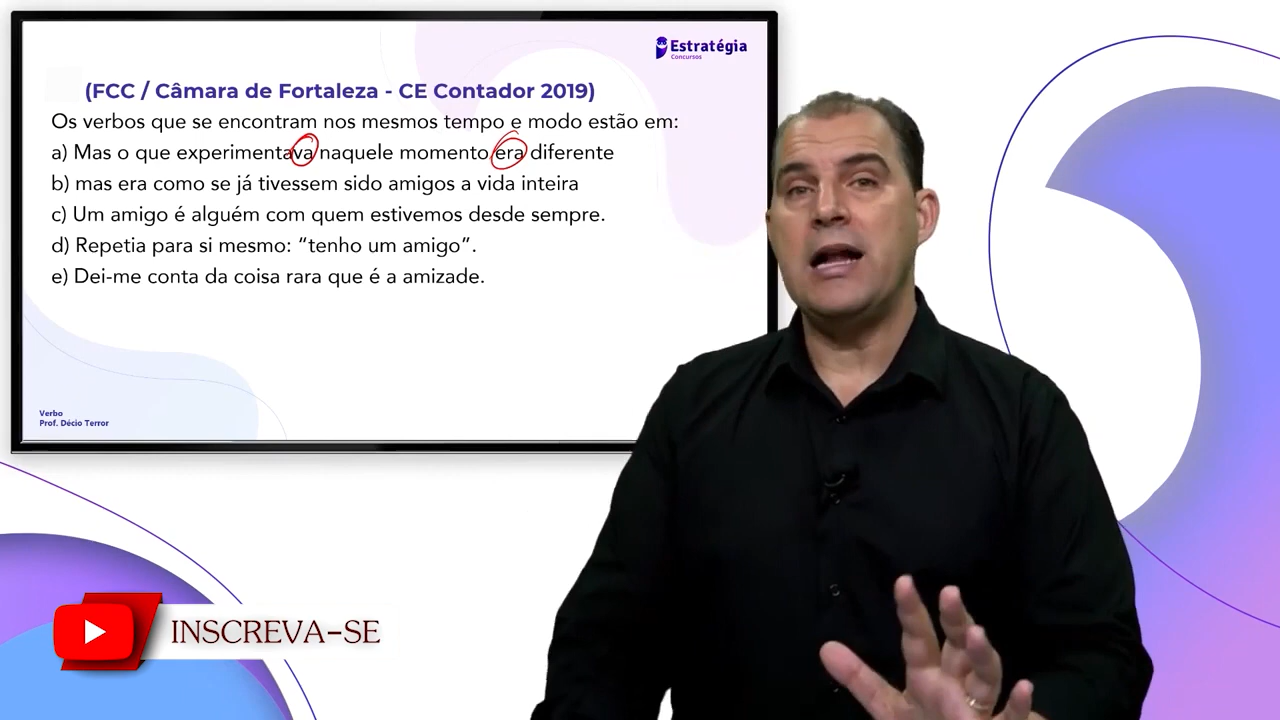 Estratégia
Concursos
(FCC / Câmara de Fortaleza - CE Contador 2019)
Os verbos que se encontram nos mesmos tempo e modo estão em:
a) Mas o que experimentava naquele momento era diferente
b) mas era como se já tivessem sido amigos a vida inteira
c) Um amigo é alguém com quem estivemos desde sempre.
d) Repetia para si mesmo: “tenho um amigo”.
e) Dei-me conta da coisa rara que é a amizade.
Verbo
Prof. Décio Terror
INSCREVA-SE